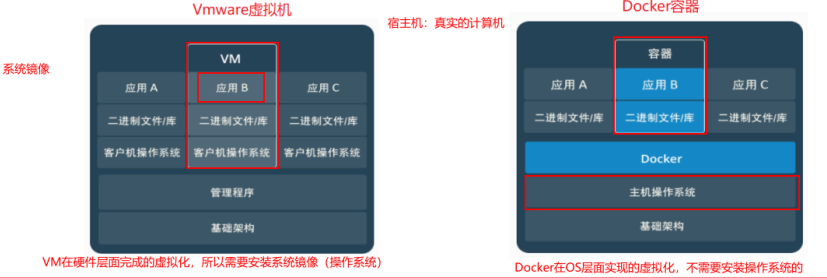 Vmware虚拟机
Docker容器
宿主机：真实的计算机
系统镜像
VM
应用 A
应用 B
应用 C
二进制文件/库
二进制文件/库
二进制文件/库
客户机操作系统
客户机操作系统
客户机操作系统
管理程序
基础架构
容器
应用 A
应用 B
应用 C
二进制文件/库
二进制文件/库
二进制文件/库
Docker
主机操作系统
基础架构
VM在硬件层面完成的虚拟化，所以需要安装系统镜像（操作系统）
Docker在OS层面实现的虚拟化，不需要安装操作系统的